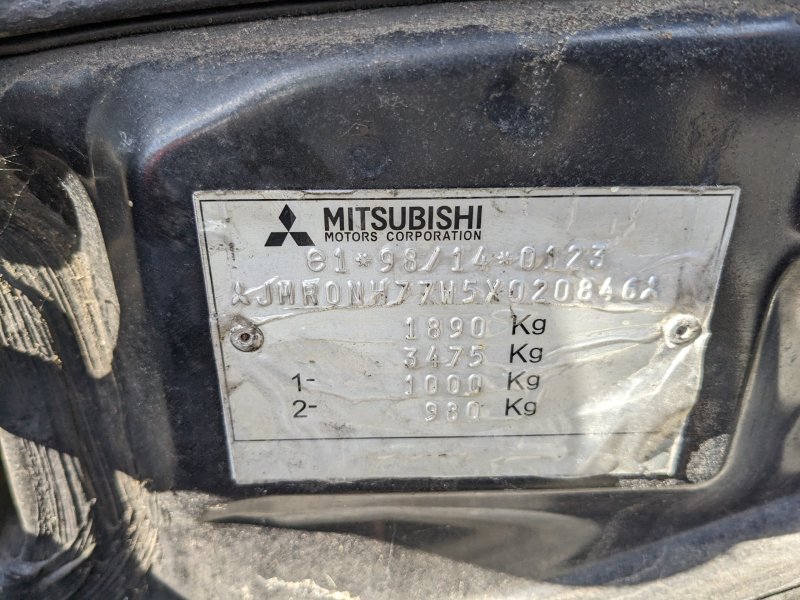 MITSUBISHI
MOTORS CORPORATION
e1*98/14*0123
JMR0NH77W5X020846
1890 Kg
3475 Kg
1- 1000 Kg
2- 980 Kg